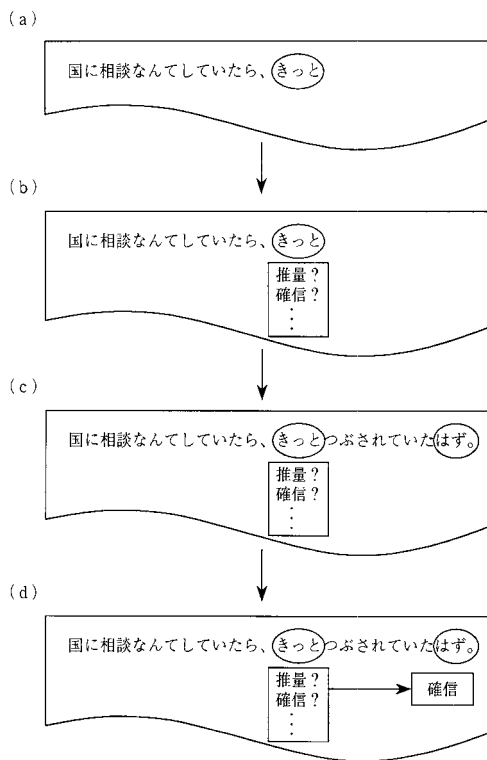 (a)
国に相談なんてしていたら、きっと
(b)
国に相談なんてしていたら、きっと
推量？
確信？
⋮
(c)
国に相談なんてしていたら、きっとつぶされていたはず。
推量？
確信？
⋮
(d)
国に相談なんてしていたら、きっとつぶされていたはず。
推量？
確信？
⋮
確信